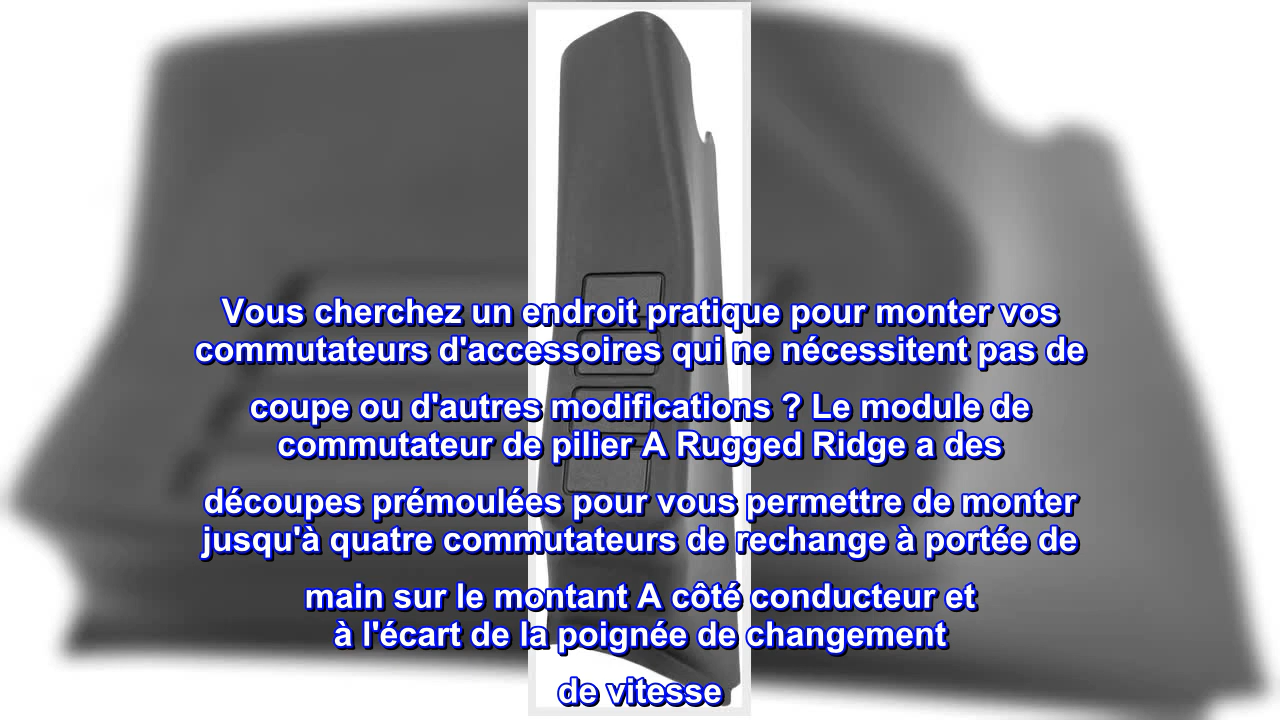 Vous cherchez un endroit pratique pour monter vos
commutateurs d'accessoires qui ne nécessitent pas de
coupe ou d'autres modifications ? Le module de
commutateur de pilier A Rugged Ridge a des
découpes prémoulées pour vous permettre de monter
jusqu'à quatre commutateurs de rechange à portée de
main sur le montant A côté conducteur et
à l'écart de la poignée de changement
de vitesse